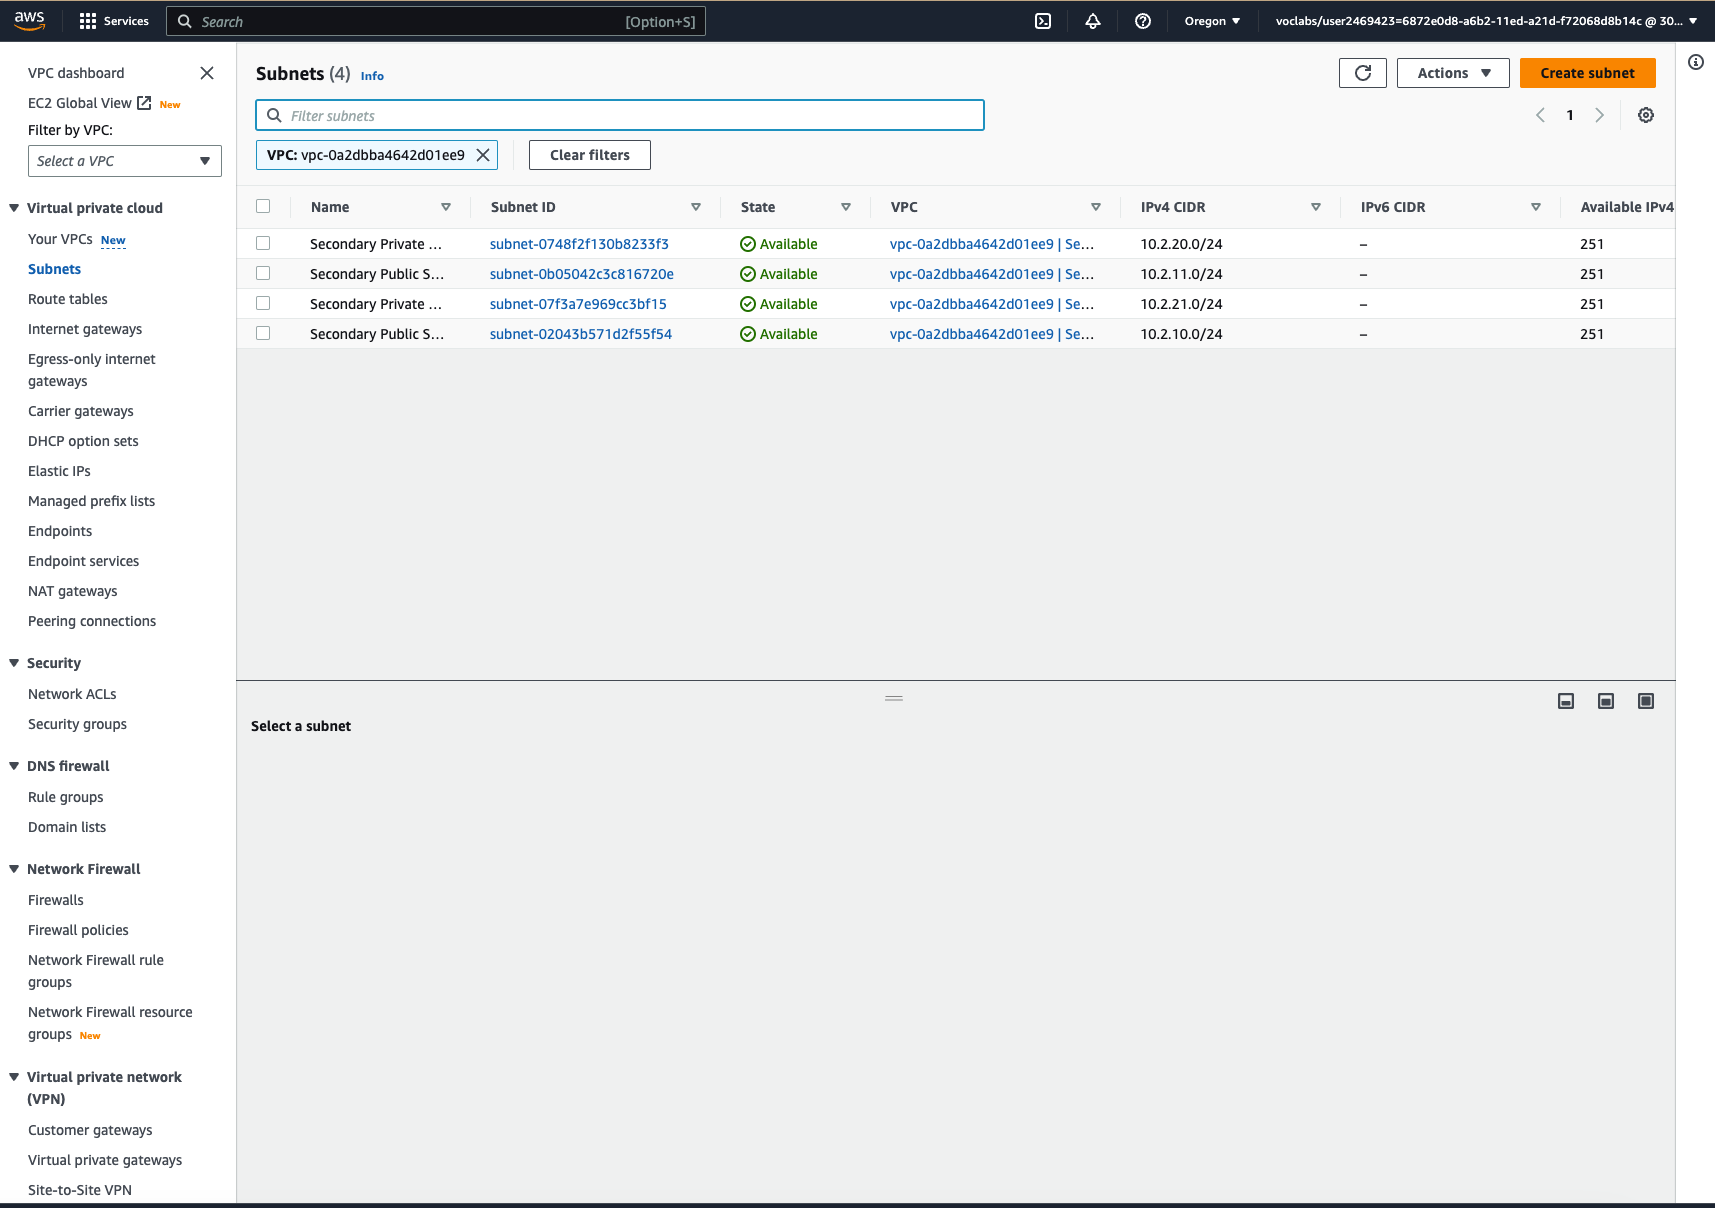 aws
Services
Search
[Option+S]
Oregon
voclabs/user2469423=6872e0d8-a6b2-11ed-a21d-f72068d8b14c @ 30...
VPC dashboard
EC2 Global View New
Filter by VPC:
Select a VPC
Virtual private cloud
Your VPCs New
Subnets
Route tables
Internet gateways
Egress-only internet
gateways
Carrier gateways
DHCP option sets
Elastic IPs
Managed prefix lists
Endpoints
Endpoint services
NAT gateways
Peering connections
Security
Network ACLs
Security groups
DNS firewall
Rule groups
Domain lists
Network Firewall
Firewalls
Firewall policies
Network Firewall rule
groups
Network Firewall resource
groups New
Virtual private network
(VPN)
Customer gateways
Virtual private gateways
Site-to-Site VPN
Subnets (4) Info
Actions
Create subnet
Filter subnets
1
VPC: vpc-0a2dbba4642d01ee9
Clear filters
Name Subnet ID State VPC IPv4 CIDR IPv6 CIDR Available IPv4
Secondary Private ... subnet-0748f2f130b8233f3 Available vpc-0a2dbba4642d01ee9 | Se... 10.2.20.0/24 – 251
Secondary Public S... subnet-0b05042c3c816720e Available vpc-0a2dbba4642d01ee9 | Se... 10.2.11.0/24 – 251
Secondary Private ... subnet-07f3a7e969cc3bf15 Available vpc-0a2dbba4642d01ee9 | Se... 10.2.21.0/24 – 251
Secondary Public S... subnet-02043b571d2f55f54 Available vpc-0a2dbba4642d01ee9 | Se... 10.2.10.0/24 – 251
Select a subnet